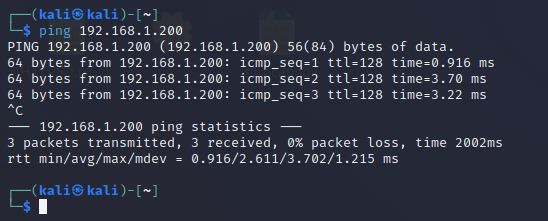 ┌──(kali㉿kali)-[~]
└─$ ping 192.168.1.200
PING 192.168.1.200 (192.168.1.200) 56(84) bytes of data.
64 bytes from 192.168.1.200: icmp_seq=1 ttl=128 time=0.916 ms
64 bytes from 192.168.1.200: icmp_seq=2 ttl=128 time=3.70 ms
64 bytes from 192.168.1.200: icmp_seq=3 ttl=128 time=3.22 ms
^C
--- 192.168.1.200 ping statistics ---
3 packets transmitted, 3 received, 0% packet loss, time 2002ms
rtt min/avg/max/mdev = 0.916/2.611/3.702/1.215 ms
┌──(kali㉿kali)-[~]
└─$